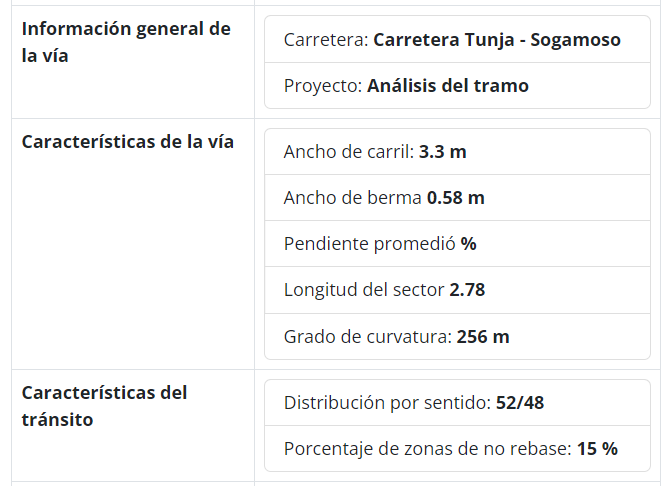 Información general de
la vía
Carretera: Carretera Tunja - Sogamoso
Proyecto: Análisis del tramo
Características de la vía
Ancho de carril: 3.3 m
Ancho de berma 0.58 m
Pendiente promedió %
Longitud del sector 2.78
Grado de curvatura: 256 m
Características del
tránsito
Distribución por sentido: 52/48
Porcentaje de zonas de no rebase: 15 %